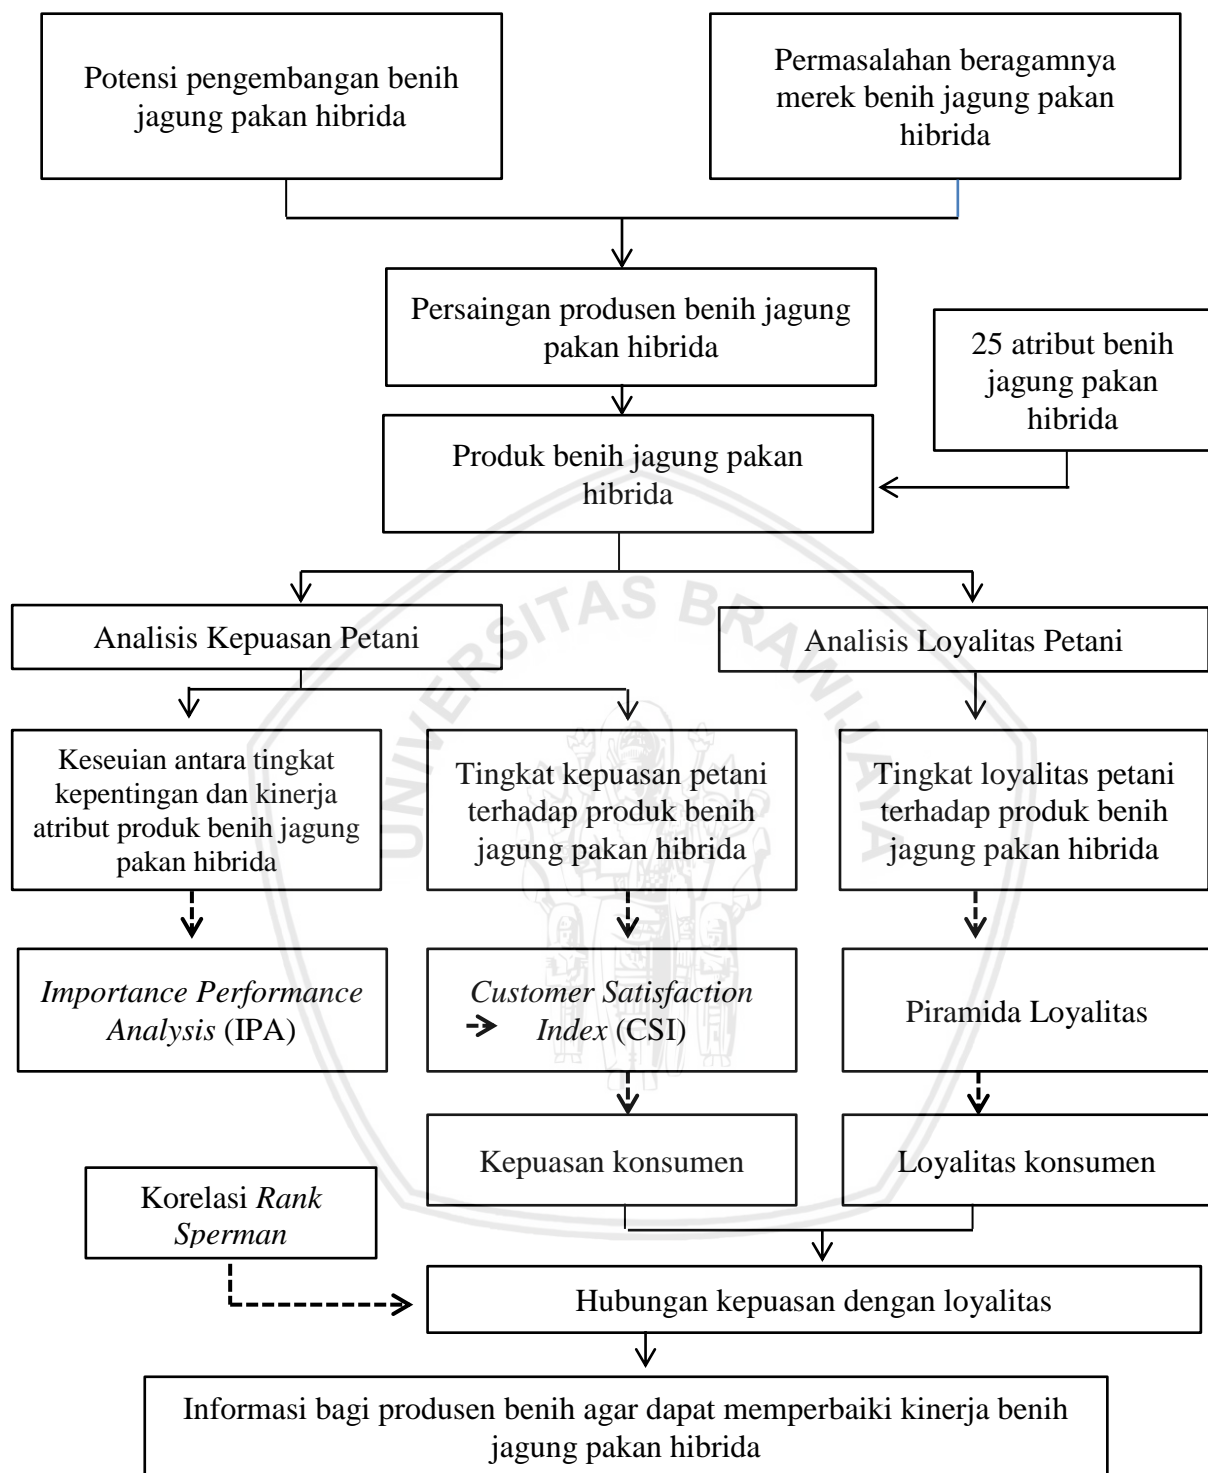 Potensi pengembangan benih
jagung pakan hibrida
Permasalahan beragamnya
merek benih jagung pakan
hibrida
Persaingan produsen benih jagung
pakan hibrida
25 atribut benih
jagung pakan
hibrida
Produk benih jagung pakan
hibrida
UNIVERSITAS BRAWIJAYA
Analisis Kepuasan Petani
Analisis Loyalitas Petani
Keseuian antara tingkat
kepentingan dan kinerja
atribut produk benih jagung
pakan hibrida
Tingkat kepuasan petani
terhadap produk benih
jagung pakan hibrida
Tingkat loyalitas petani
terhadap produk benih
jagung pakan hibrida
Importance Performance
Analysis (IPA)
Customer Satisfaction
Index (CSI)
Piramida Loyalitas
Kepuasan konsumen
Loyalitas konsumen
Korelasi Rank
Sperman
Hubungan kepuasan dengan loyalitas
Informasi bagi produsen benih agar dapat memperbaiki kinerja benih
jagung pakan hibrida